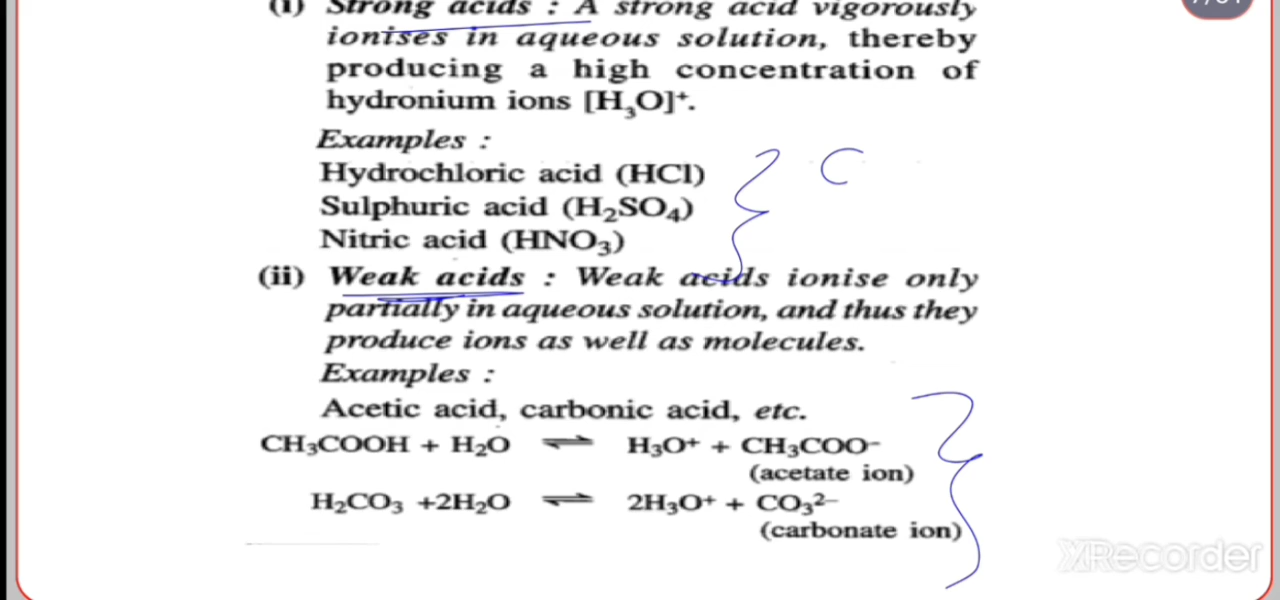 (i) Strong acids : A strong acid vigorously
ionises in aqueous solution, thereby
producing a high concentration of
hydronium ions [H₃O]⁺.
Examples :
Hydrochloric acid (HCl)
Sulphuric acid (H₂SO₄)
Nitric acid (HNO₃)
(ii) Weak acids : Weak acids ionise only
partially in aqueous solution, and thus they
produce ions as well as molecules.
Examples :
Acetic acid, carbonic acid, etc.
CH₃COOH + H₂O ⇌ H₃O⁺ + CH₃COO⁻
(acetate ion)
H₂CO₃ +2H₂O ⇌ 2H₃O⁺ + CO₃²⁻
(carbonate ion)
XRecorder